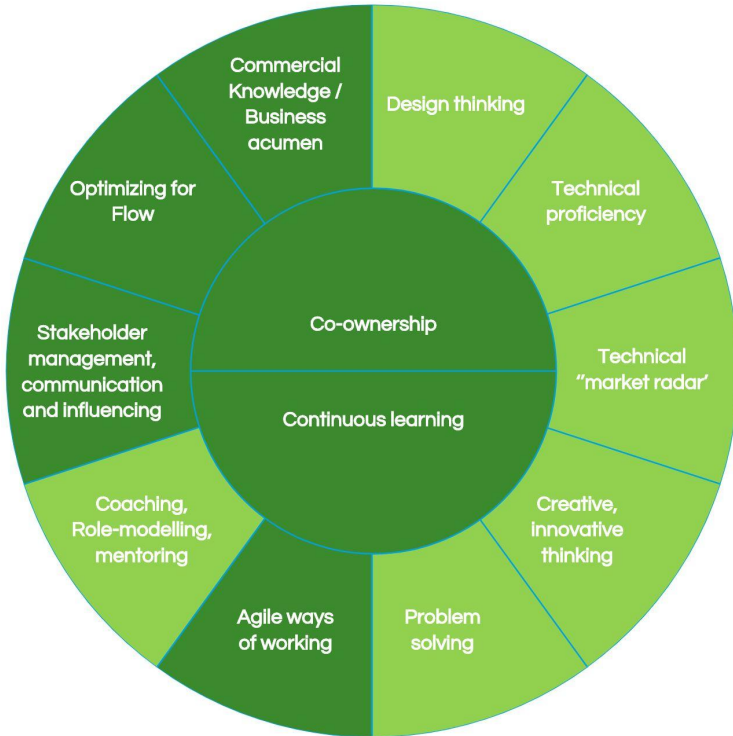 Commercial
Knowledge /
Business
acumen
Design thinking
Technical
proficiency
Technical
“market radar’
Creative,
innovative
thinking
Problem
solving
Agile ways
of working
Coaching,
Role-modelling,
mentoring
Stakeholder
management,
communication
and influencing
Optimizing for
Flow
Co-ownership
Continuous learning